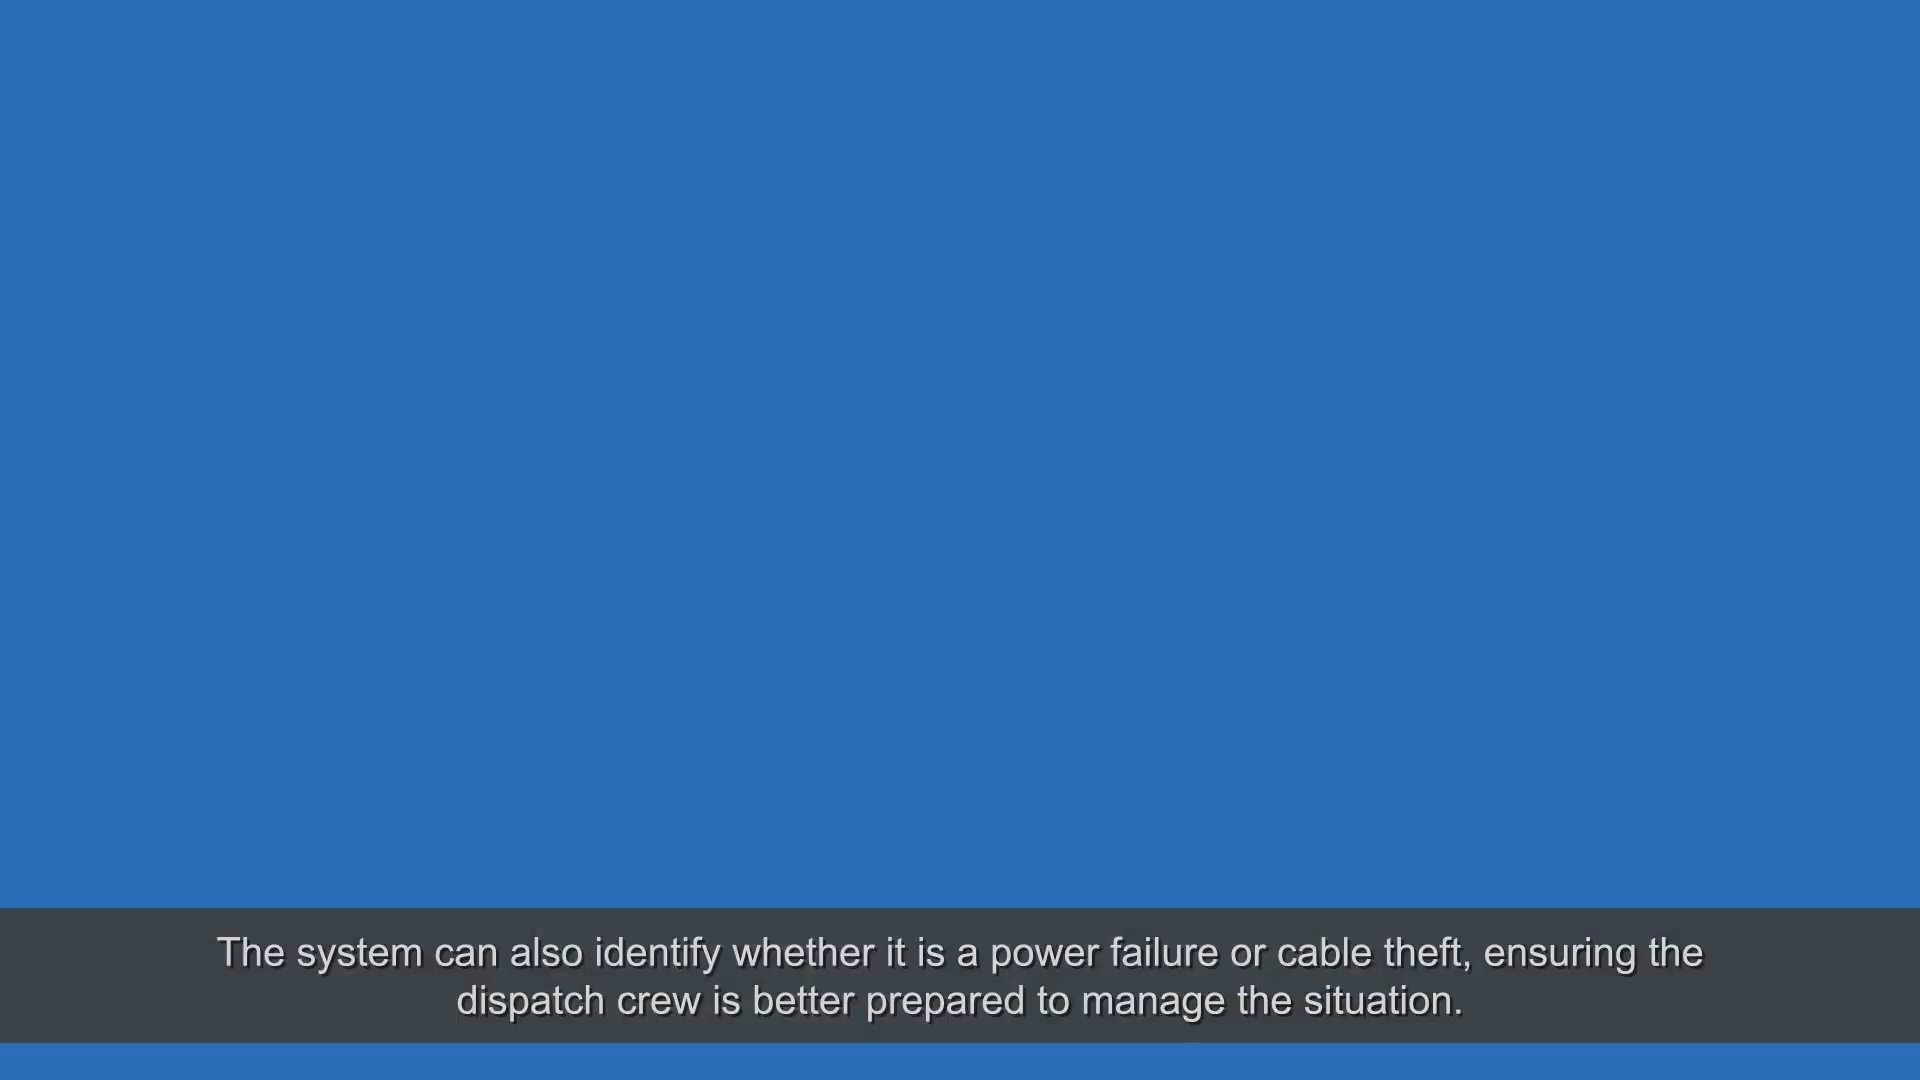 The system can also identify whether it is a power failure or cable theft, ensuring the
dispatch crew is better prepared to manage the situation.